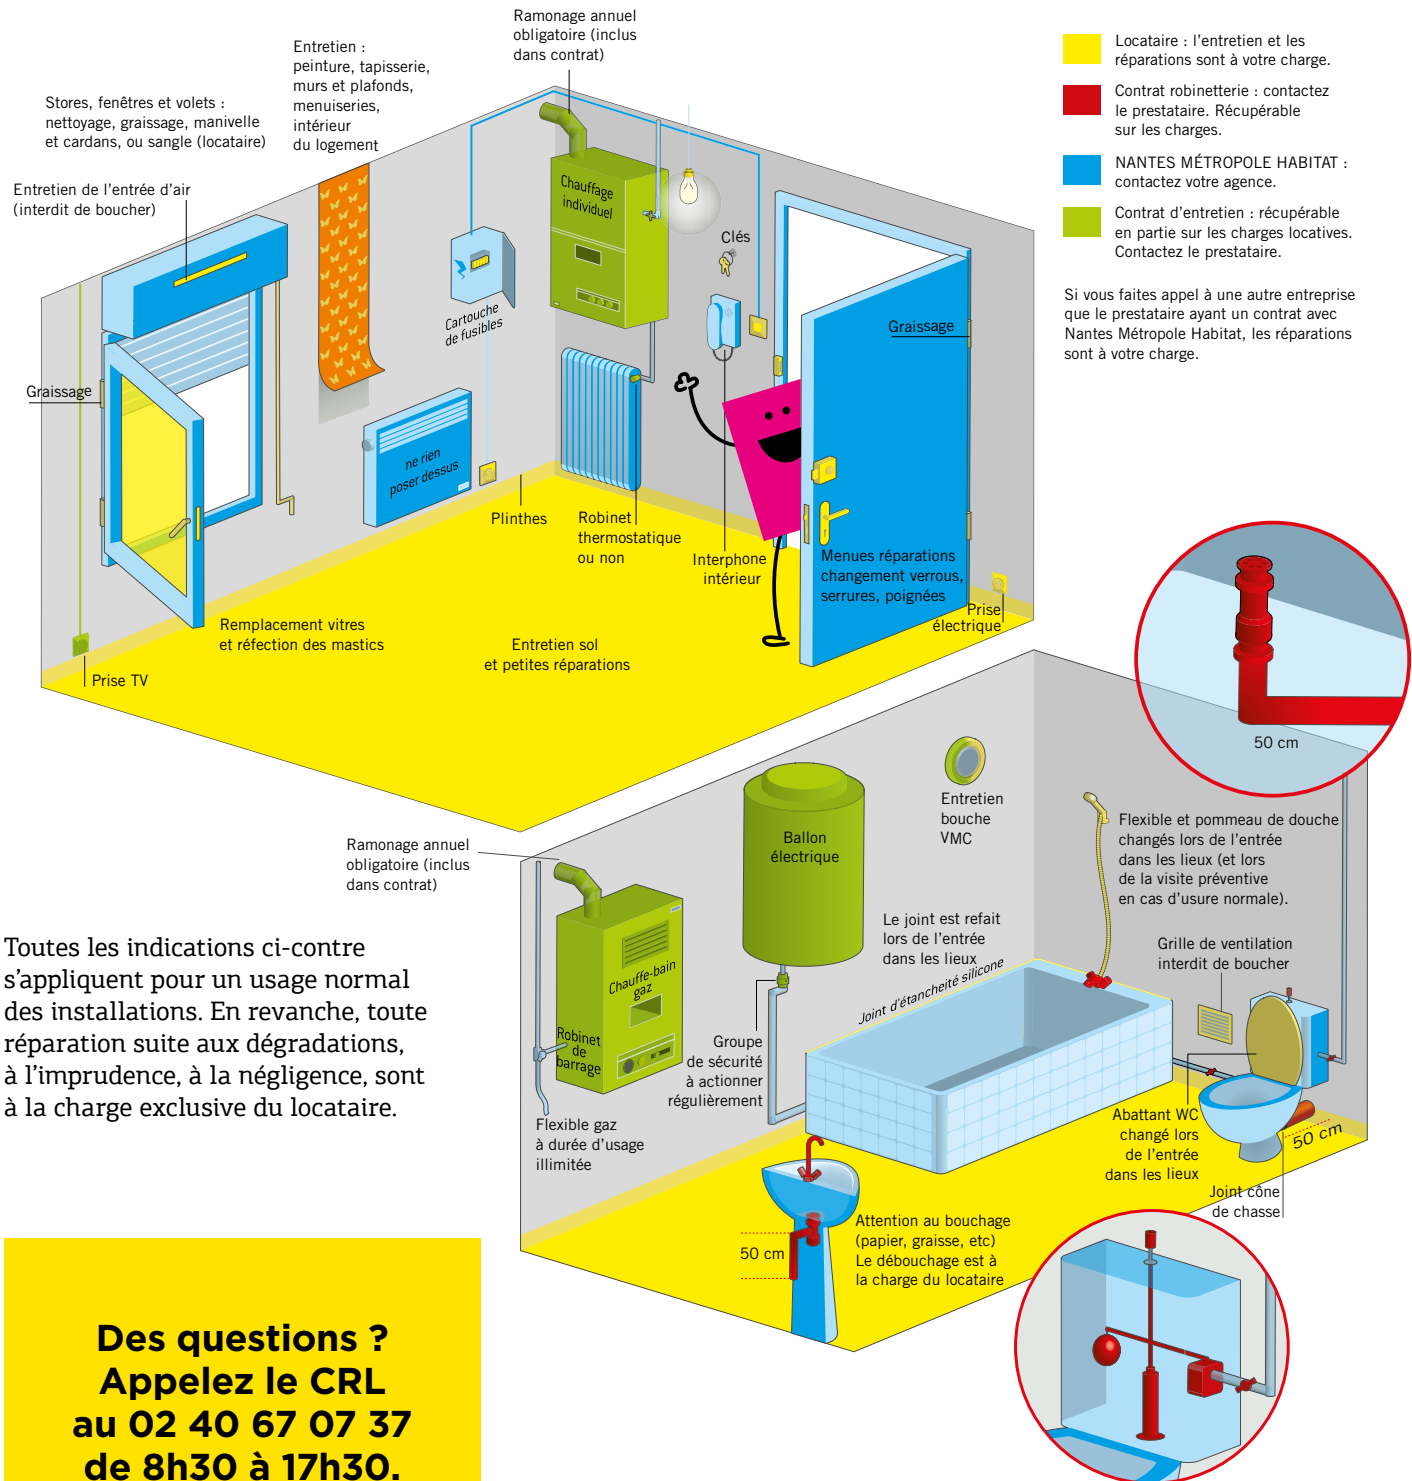 Ramonage annuel
obligatoire (inclus
dans contrat)
Entretien :
peinture, tapisserie,
murs et plafonds,
menuiseries,
intérieur
du logement
Stores, fenêtres et volets :
nettoyage, graissage, manivelle
et cardans, ou sangle (locataire)
Entretien de l'entrée d'air
(interdit de boucher)
Locataire : l'entretien et les
réparations sont à votre charge.
Contrat robinetterie : contactez
le prestataire. Récupérable
sur les charges.
NANTES MÉTROPOLE HABITAT :
contactez votre agence.
Contrat d'entretien : récupérable
en partie sur les charges locatives.
Contactez le prestataire.
Si vous faites appel à une autre entreprise
que le prestataire ayant un contrat avec
Nantes Métropole Habitat, les réparations
sont à votre charge.
Chauffage
individuel
Clés
Cartouche
de fusibles
Graissage
Graissage
ne rien
poser dessus
Plinthes
Robinet
thermostatique
ou non
Interphone
intérieur
Menues réparations
changement verrous,
serrures, poignées
Prise
électrique
Remplacement vitres
et réfection des mastics
Entretien sol
et petites réparations
Prise TV
50 cm
Ramonage annuel
obligatoire (inclus
dans contrat)
Ballon
électrique
Entretien
bouche
VMC
Flexible et pommeau de douche
changés lors de l'entrée
dans les lieux (et lors
de la visite préventive
en cas d'usure normale).
Le joint est refait
lors de l'entrée
dans les lieux
Joint d'étancheité silicone
Grille de ventilation
interdit de boucher
Chauffe-bain
gaz
Robinet
de
barrage
Groupe
de sécurité
à actionner
régulièrement
Flexible gaz
à durée d'usage
illimitée
Abattant WC
changé lors
de l'entrée
dans les lieux
50 cm
Joint cône
de chasse
50 cm
Attention au bouchage
(papier, graisse, etc)
Le débouchage est à
la charge du locataire
Toutes les indications ci-contre
s'appliquent pour un usage normal
des installations. En revanche, toute
réparation suite aux dégradations,
à l'imprudence, à la négligence, sont
à la charge exclusive du locataire.
Des questions ?
Appelez le CRL
au 02 40 67 07 37
de 8h30 à 17h30.